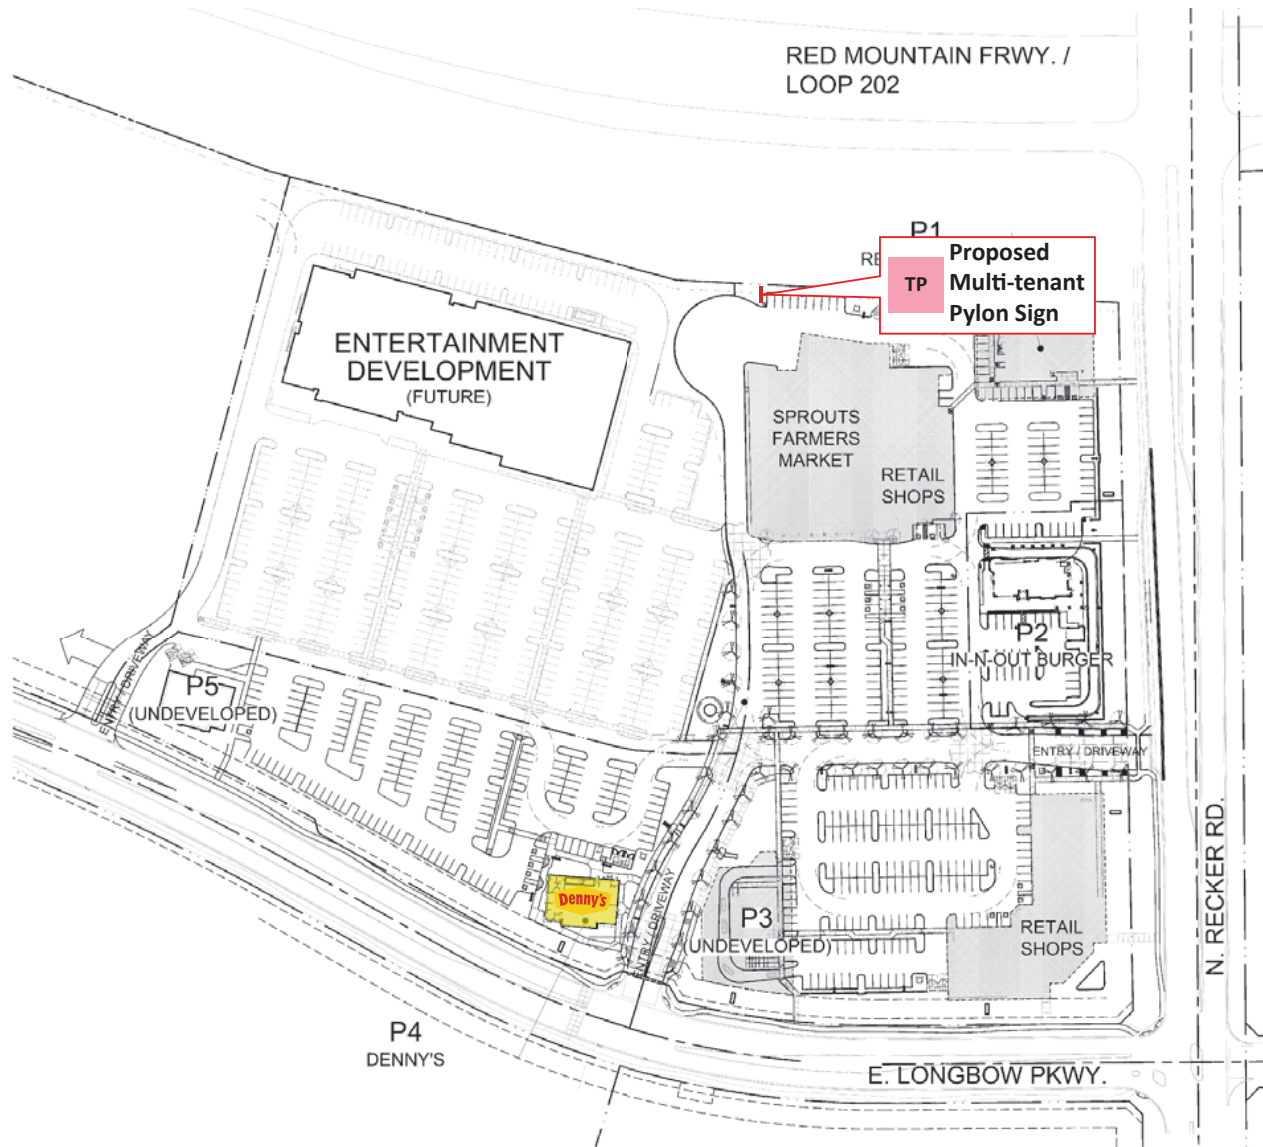 RED MOUNTAIN FRWY. /
LOOP 202
P1
TP
Proposed
Multi-tenant
Pylon Sign
ENTERTAINMENT
DEVELOPMENT
(FUTURE)
SPROUTS
FARMERS
MARKET
RETAIL
SHOPS
P2
IN-N-OUT BURGER
ENTRY / DRIVEWAY
P5
(UNDEVELOPED)
ENTRY / DRIVEWAY
Denny's
ENTRY / DRIVEWAY
P3
(UNDEVELOPED)
RETAIL
SHOPS
N. RECKER RD.
P4
DENNY'S
E. LONGBOW PKWY.